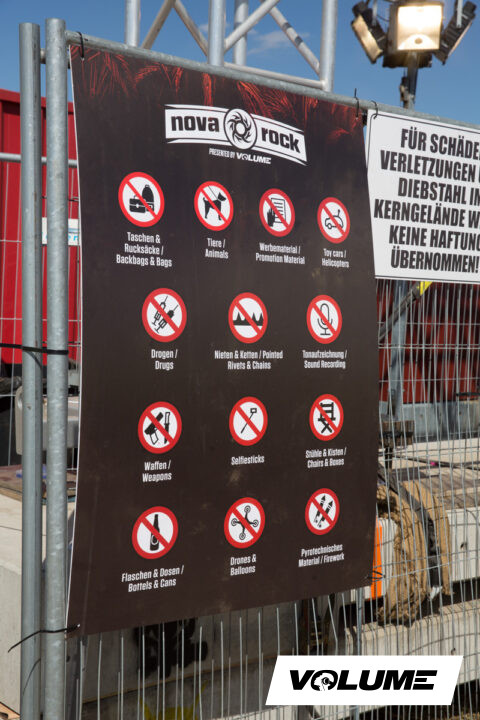 nova rock
PRESENTED BY VOLUME
Taschen &
Rucksäcke /
Backbags & Bags
Tiere /
Animals
Werbematerial /
Promotion Material
Toy cars /
Helicopters
Drogen /
Drugs
Nieten & Ketten / Pointed
Rivets & Chains
Tonaufzeichnung /
Sound Recording
Waffen /
Weapons
Selfiesticks
Stühle & Kisten /
Chairs & Boxes
Flaschen & Dosen /
Bottels & Cans
Drones &
Balloons
Pyrotechnisches
Material / Firework
FÜR SCHÄDE
VERLETZUNGEN
DIEBSTAHL IM
KERNGELÄNDE W
KEINE HAFTUNG
ÜBERNOMMEN!
VOLUME